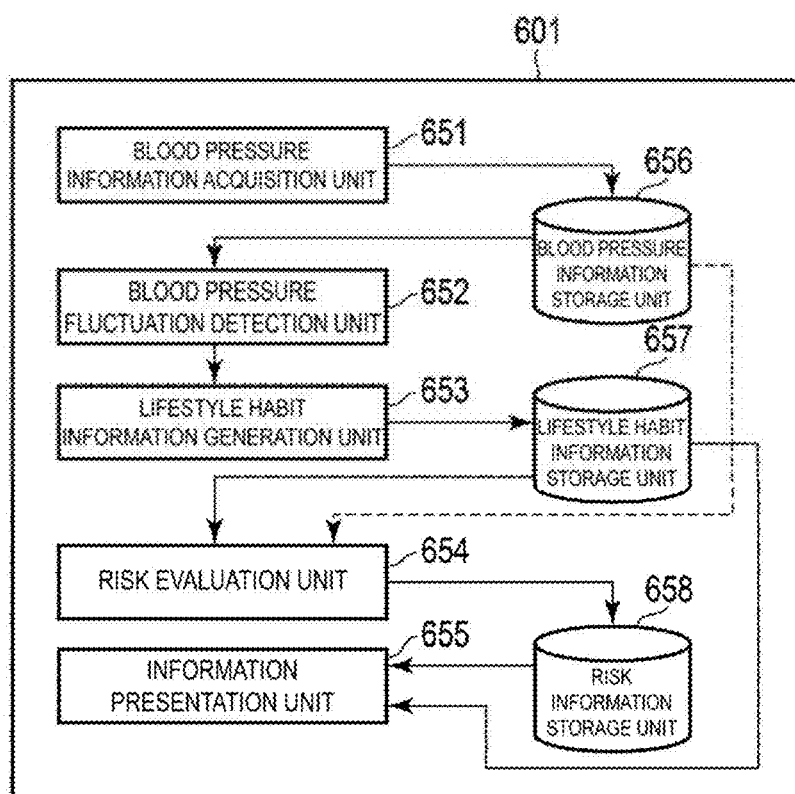 601
651
BLOOD PRESSURE
INFORMATION ACQUISITION UNIT
656
BLOOD PRESSURE
INFORMATION
STORAGE UNIT
652
BLOOD PRESSURE
FLUCTUATION DETECTION UNIT
657
653
LIFESTYLE HABIT
INFORMATION GENERATION UNIT
LIFESTYLE HABIT
INFORMATION
STORAGE UNIT
654
RISK EVALUATION UNIT
658
655
INFORMATION
PRESENTATION UNIT
RISK
INFORMATION
STORAGE UNIT